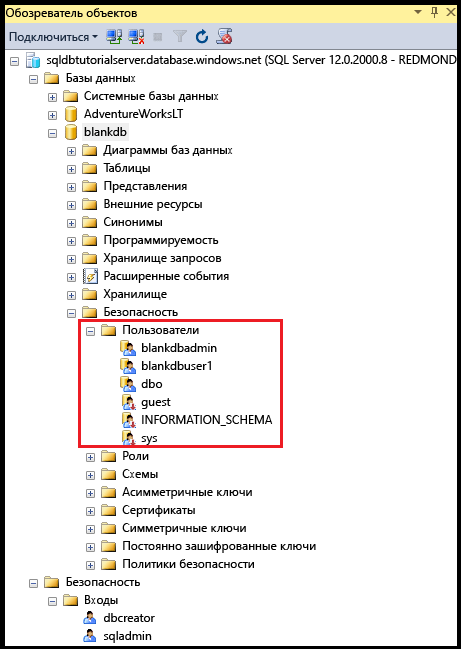 Обозреватель объектов
Подключиться
sqldbtutorialserver.database.windows.net (SQL Server 12.0.2000.8 - REDMOND
Базы данных
Системные базы данных
AdventureWorksLT
blankdb
Диаграммы баз данных
Таблицы
Представления
Внешние ресурсы
Синонимы
Программируемость
Хранилище запросов
Расширенные события
Хранилище
Безопасность
Пользователи
blankdbadmin
blankdbuser1
dbo
guest
INFORMATION_SCHEMA
sys
Роли
Схемы
Асимметричные ключи
Сертификаты
Симметричные ключи
Постоянно зашифрованные ключи
Политики безопасности
Безопасность
Входы
dbcreator
sqladmin